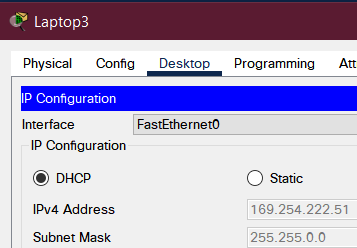 Laptop3
Physical Config Desktop Programming
IP Configuration
Interface FastEthernet0
IP Configuration
DHCP Static
IPv4 Address 169.254.222.51
Subnet Mask 255.255.0.0